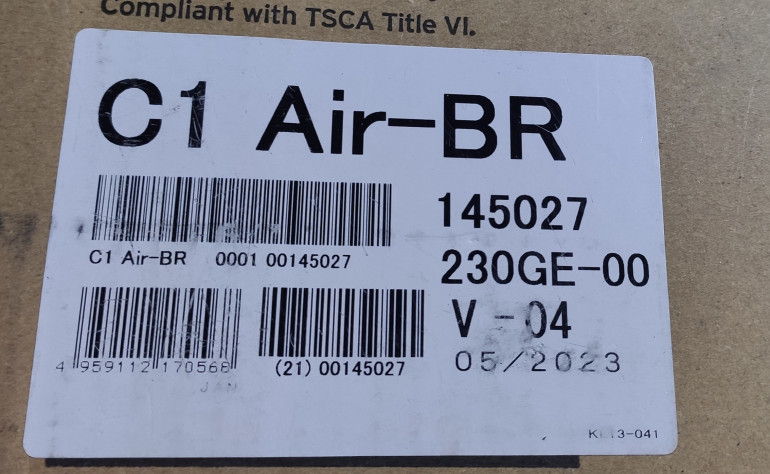 Compliant with TSCA Title VI.
C1 Air-BR
145027
C1 Air-BR 0001 00145027
230GE-00
V-04
4 959112 170568
(21) 00145027
05/2023
JAN